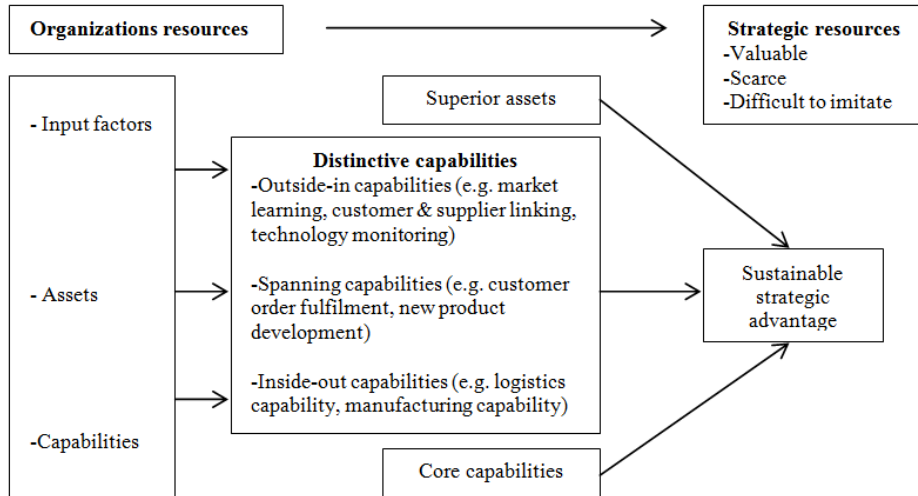 Organizations resources
Strategic resources
-Valuable
-Scarce
-Difficult to imitate
- Input factors
- Assets
-Capabilities
Superior assets
Distinctive capabilities
-Outside-in capabilities (e.g. market
learning, customer & supplier linking,
technology monitoring)
-Spanning capabilities (e.g. customer
order fulfilment, new product
development)
-Inside-out capabilities (e.g. logistics
capability, manufacturing capability)
Core capabilities
Sustainable
strategic
advantage